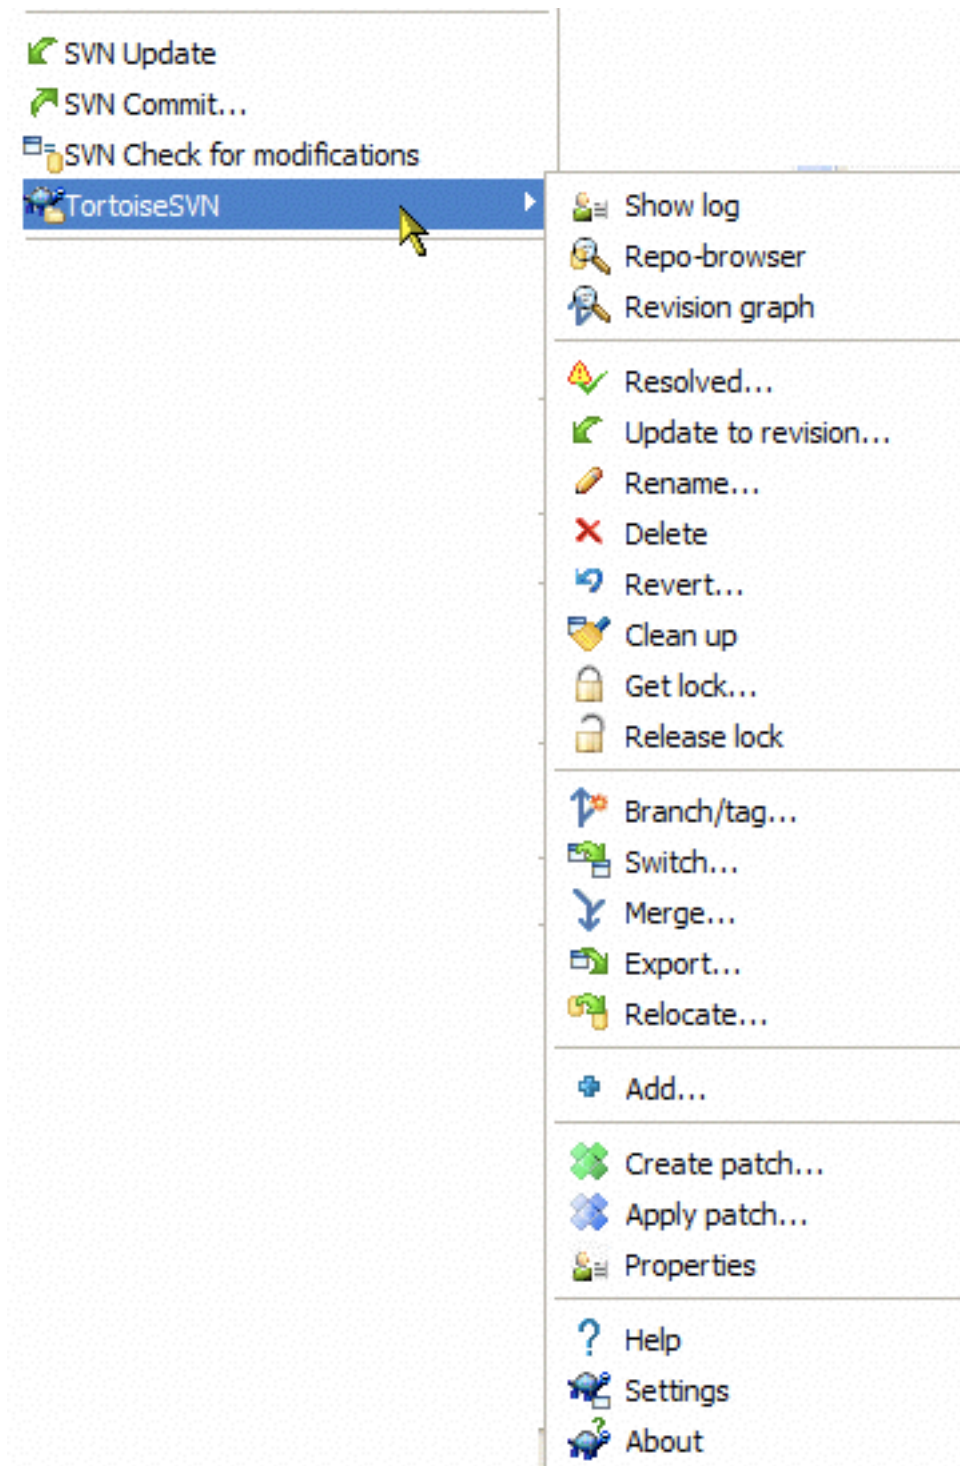 SVN Update
SVN Commit...
SVN Check for modifications
TortoiseSVN
Show log
Repo-browser
Revision graph
Resolved...
Update to revision...
Rename...
Delete
Revert...
Clean up
Get lock...
Release lock
Branch/tag...
Switch...
Merge...
Export...
Relocate...
Add...
Create patch...
Apply patch...
Properties
Help
Settings
About